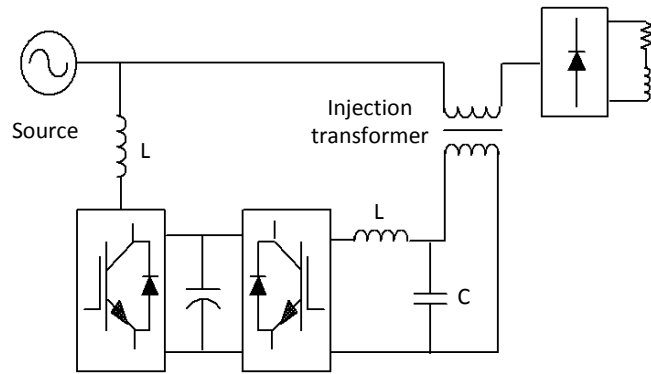 Source
L
Injection
transformer
L
C